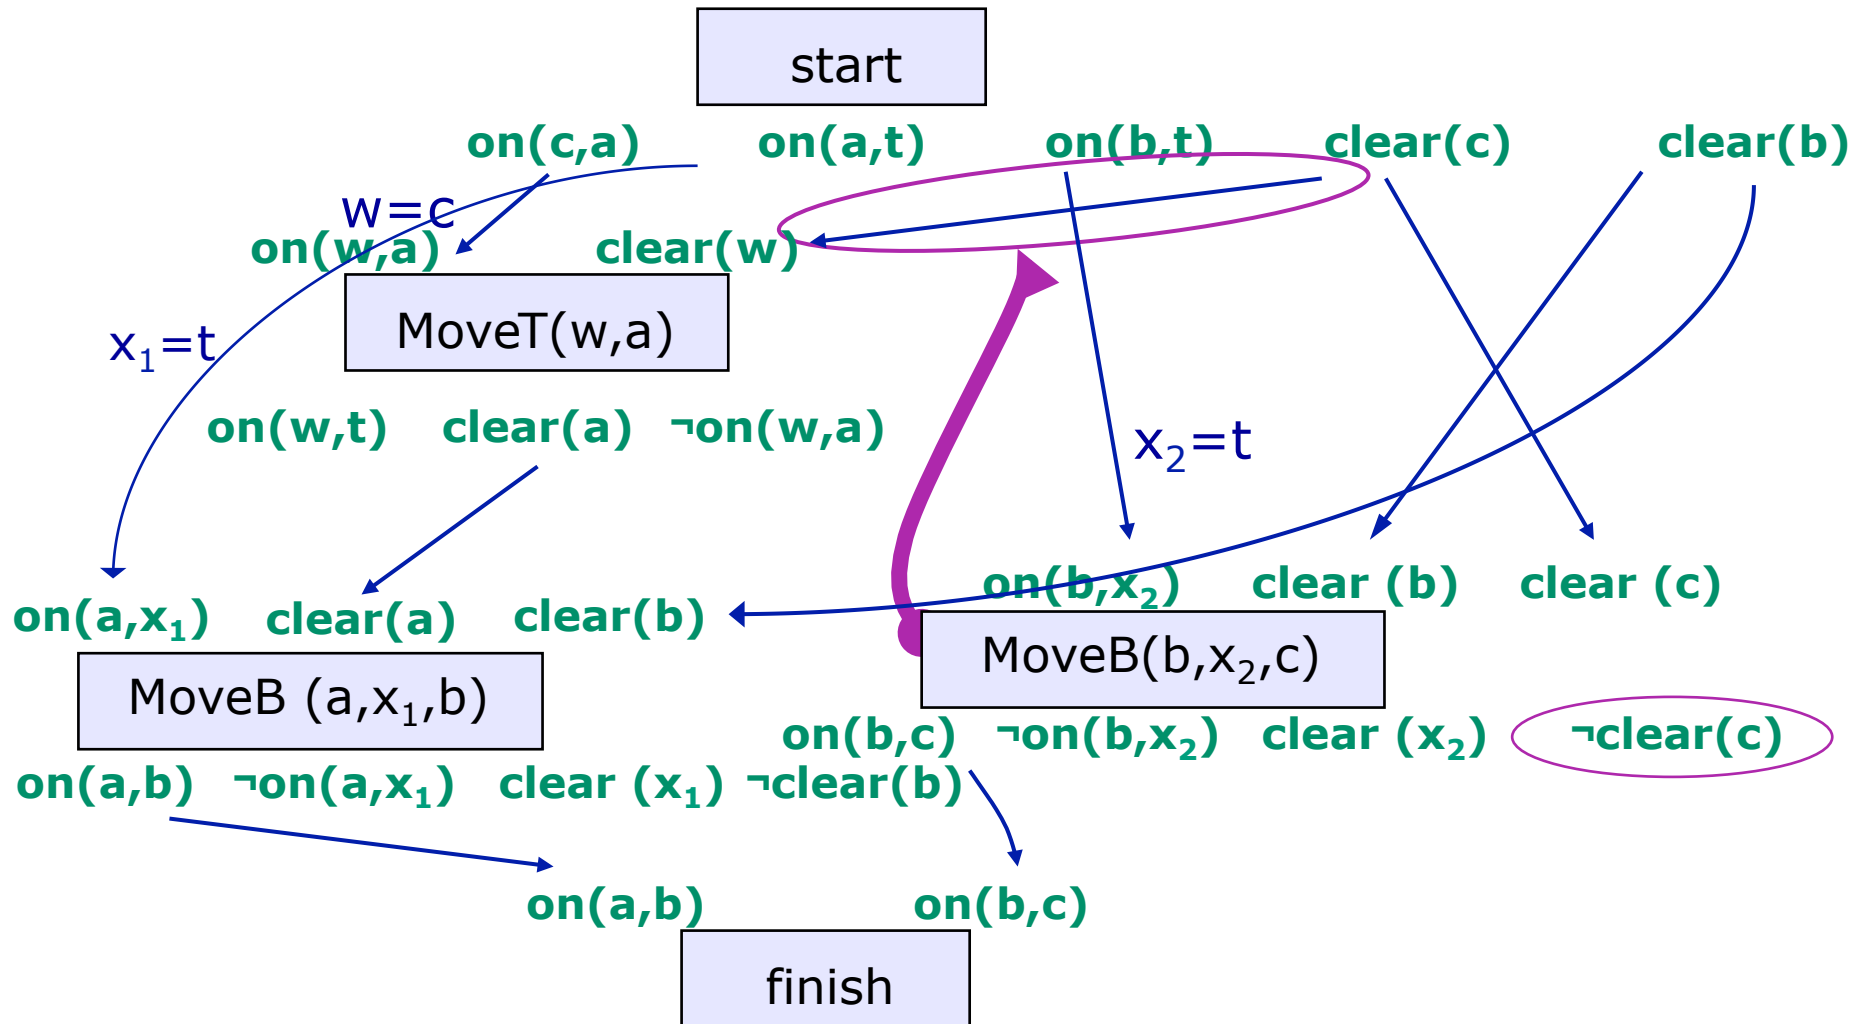 start
on(c,a) on(a,t) on(b,t) clear(c) clear(b)
w=c
on(w,a) clear(w)
MoveT(w,a)
x₁=t
on(w,t) clear(a) ¬on(w,a)
x₂=t
on(b,x₂) clear (b) clear (c)
on(a,x₁) clear(a) clear(b)
MoveB(b,x₂,c)
MoveB (a,x₁,b)
on(b,c) ¬on(b,x₂) clear (x₂) ¬clear(c)
on(a,b) ¬on(a,x₁) clear (x₁) ¬clear(b)
on(a,b) on(b,c)
finish